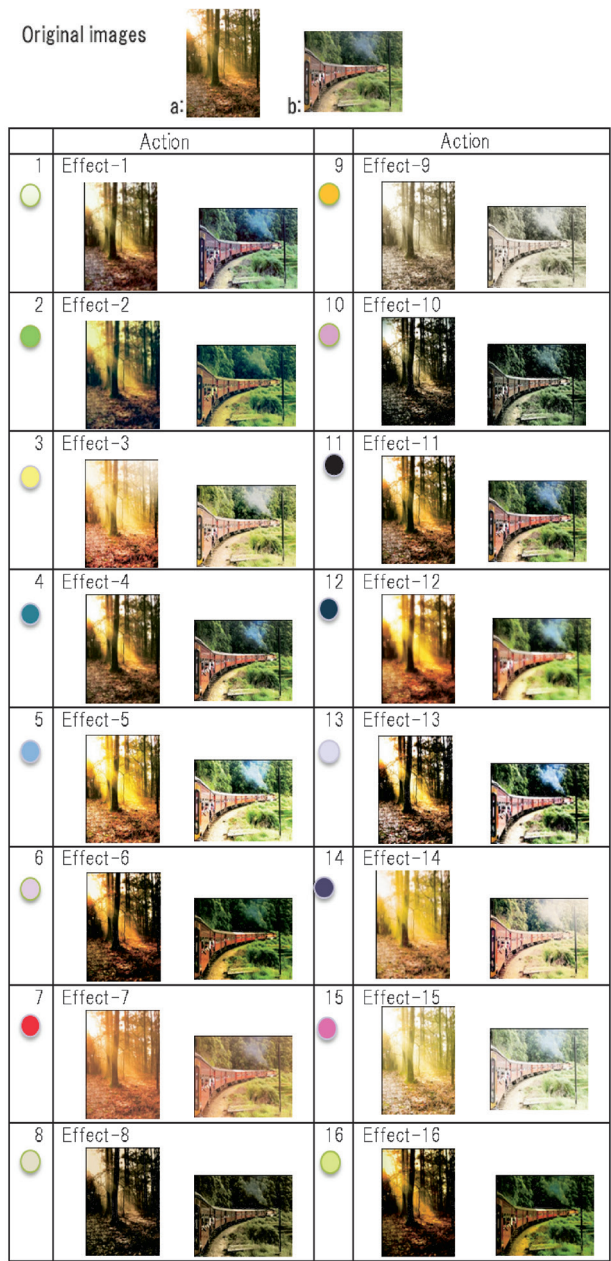 Original images
a:
b:
Action
Action
1 Effect-1
9 Effect-9
2 Effect-2
10 Effect-10
3 Effect-3
11 Effect-11
4 Effect-4
12 Effect-12
5 Effect-5
13 Effect-13
6 Effect-6
14 Effect-14
7 Effect-7
15 Effect-15
8 Effect-8
16 Effect-16